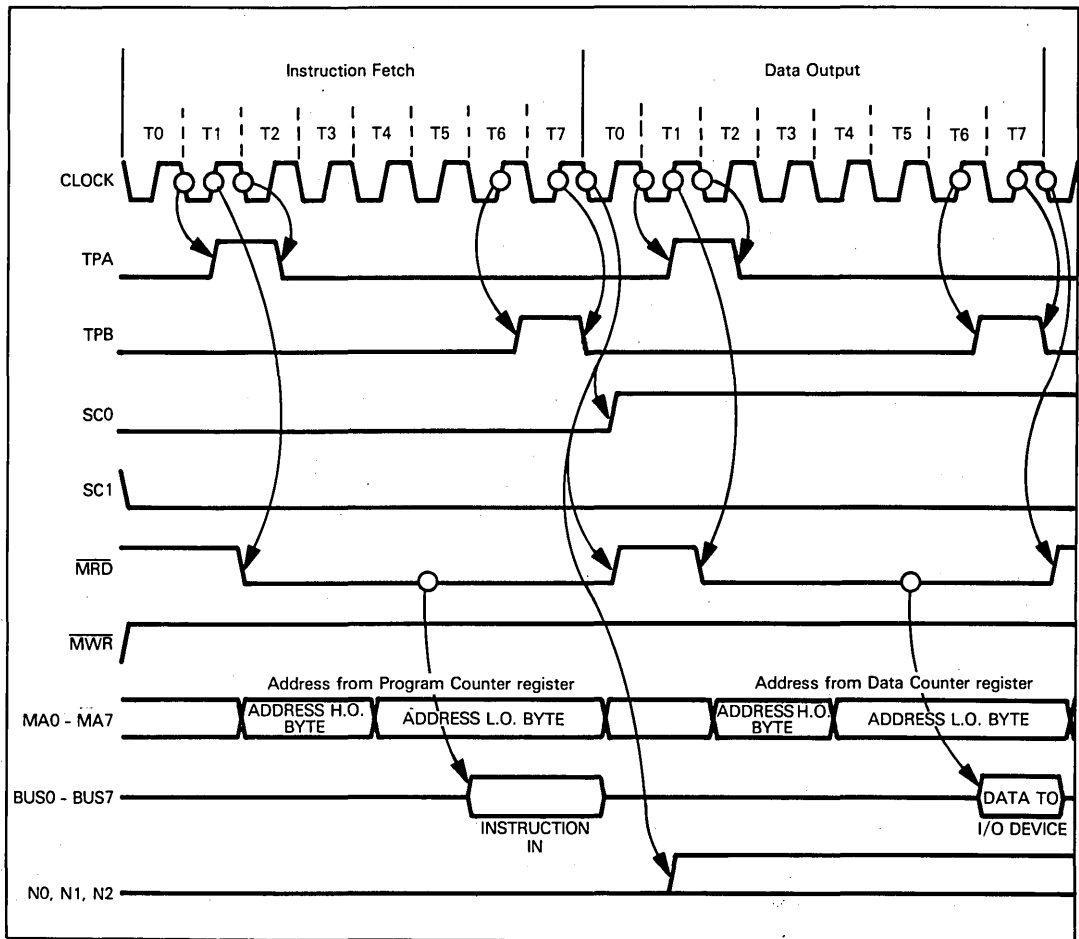 Instruction Fetch Data Output
T0 T1 T2 T3 T4 T5 T6 T7 T0 T1 T2 T3 T4 T5 T6 T7
CLOCK
TPA
TPB
SC0
SC1
MRD
MWR
Address from Program Counter register Address from Data Counter register
MA0 - MA7 ADDRESS H.O. BYTE ADDRESS L.O. BYTE ADDRESS H.O. BYTE ADDRESS L.O. BYTE
BUS0 - BUS7 DATA TO
INSTRUCTION IN I/O DEVICE
N0, N1, N2